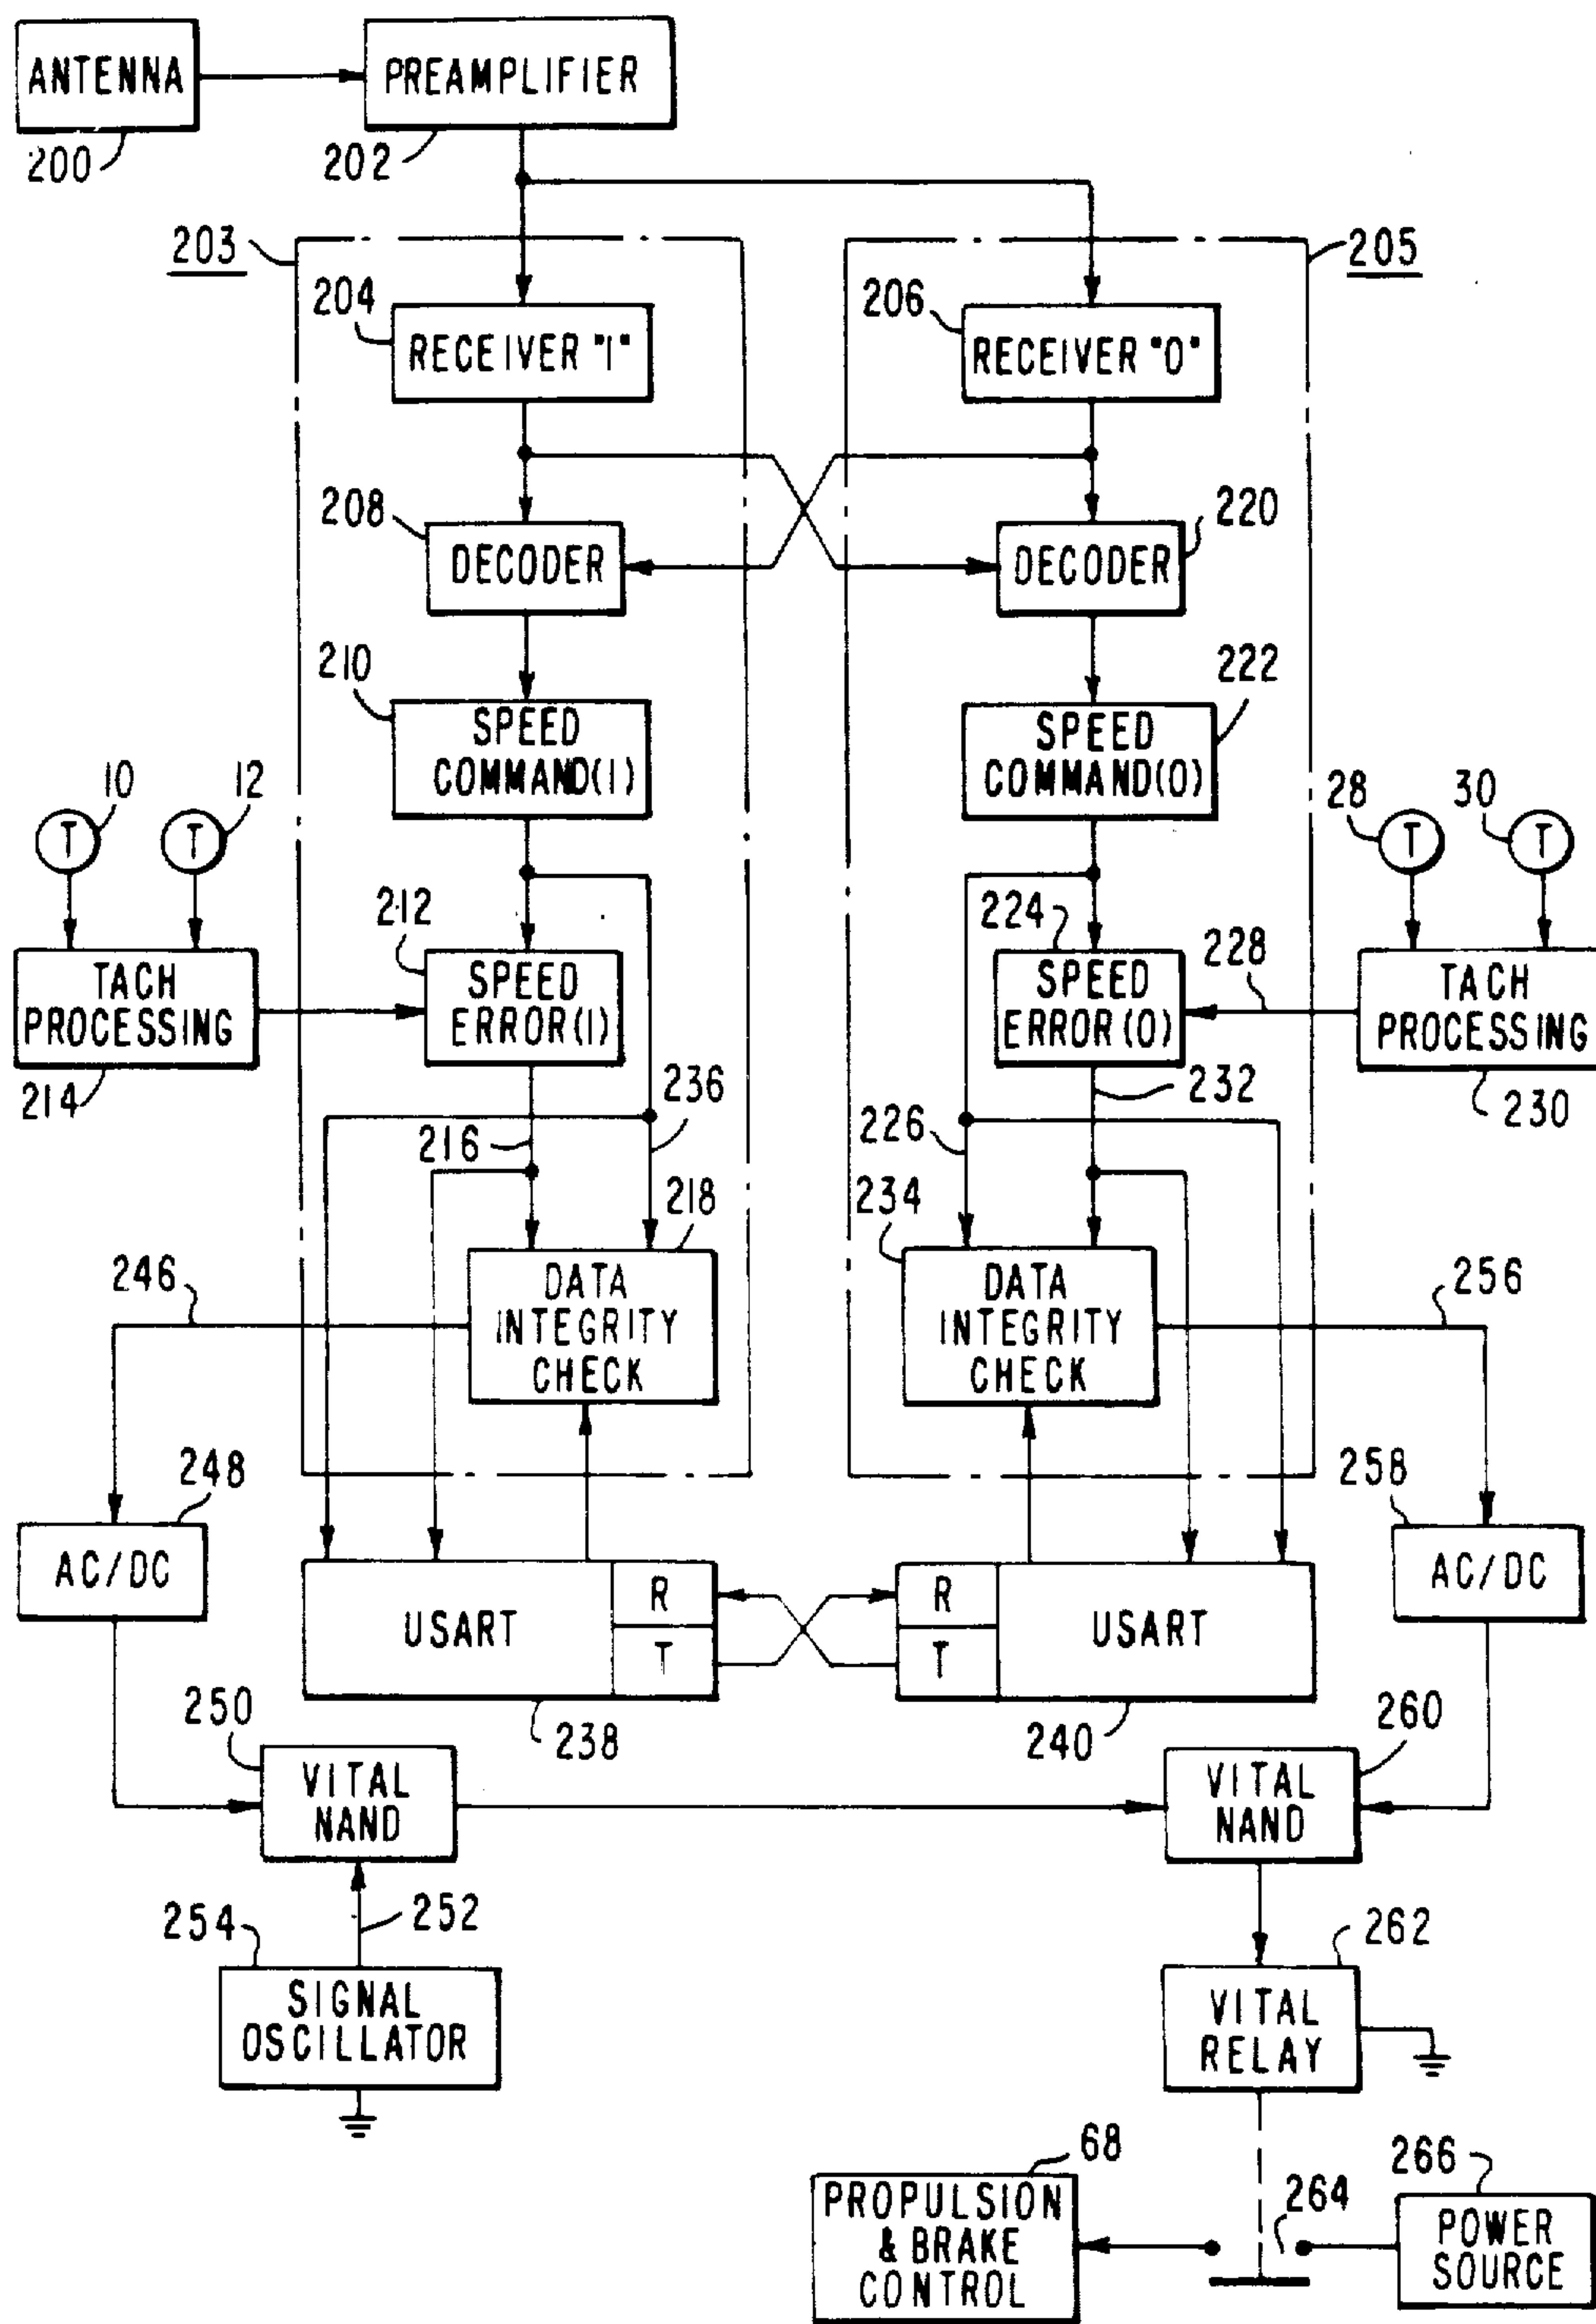 ANTENNA
200
PREAMPLIFIER
202
203
205
204
RECEIVER "1"
206
RECEIVER "0"
208
DECODER
220
DECODER
210
SPEED
COMMAND(1)
222
SPEED
COMMAND(0)
10
12
T
T
28
30
T
T
212
SPEED
ERROR(1)
224
SPEED
ERROR(0)
228
TACH
PROCESSING
214
TACH
PROCESSING
230
216
236
232
226
218
234
DATA
INTEGRITY
CHECK
DATA
INTEGRITY
CHECK
246
256
248
AC/DC
258
AC/DC
USART
R
T
238
R
T
USART
240
250
VITAL
NAND
260
VITAL
NAND
252
254
SIGNAL
OSCILLATOR
262
VITAL
RELAY
68
PROPULSION
& BRAKE
CONTROL
264
266
POWER
SOURCE